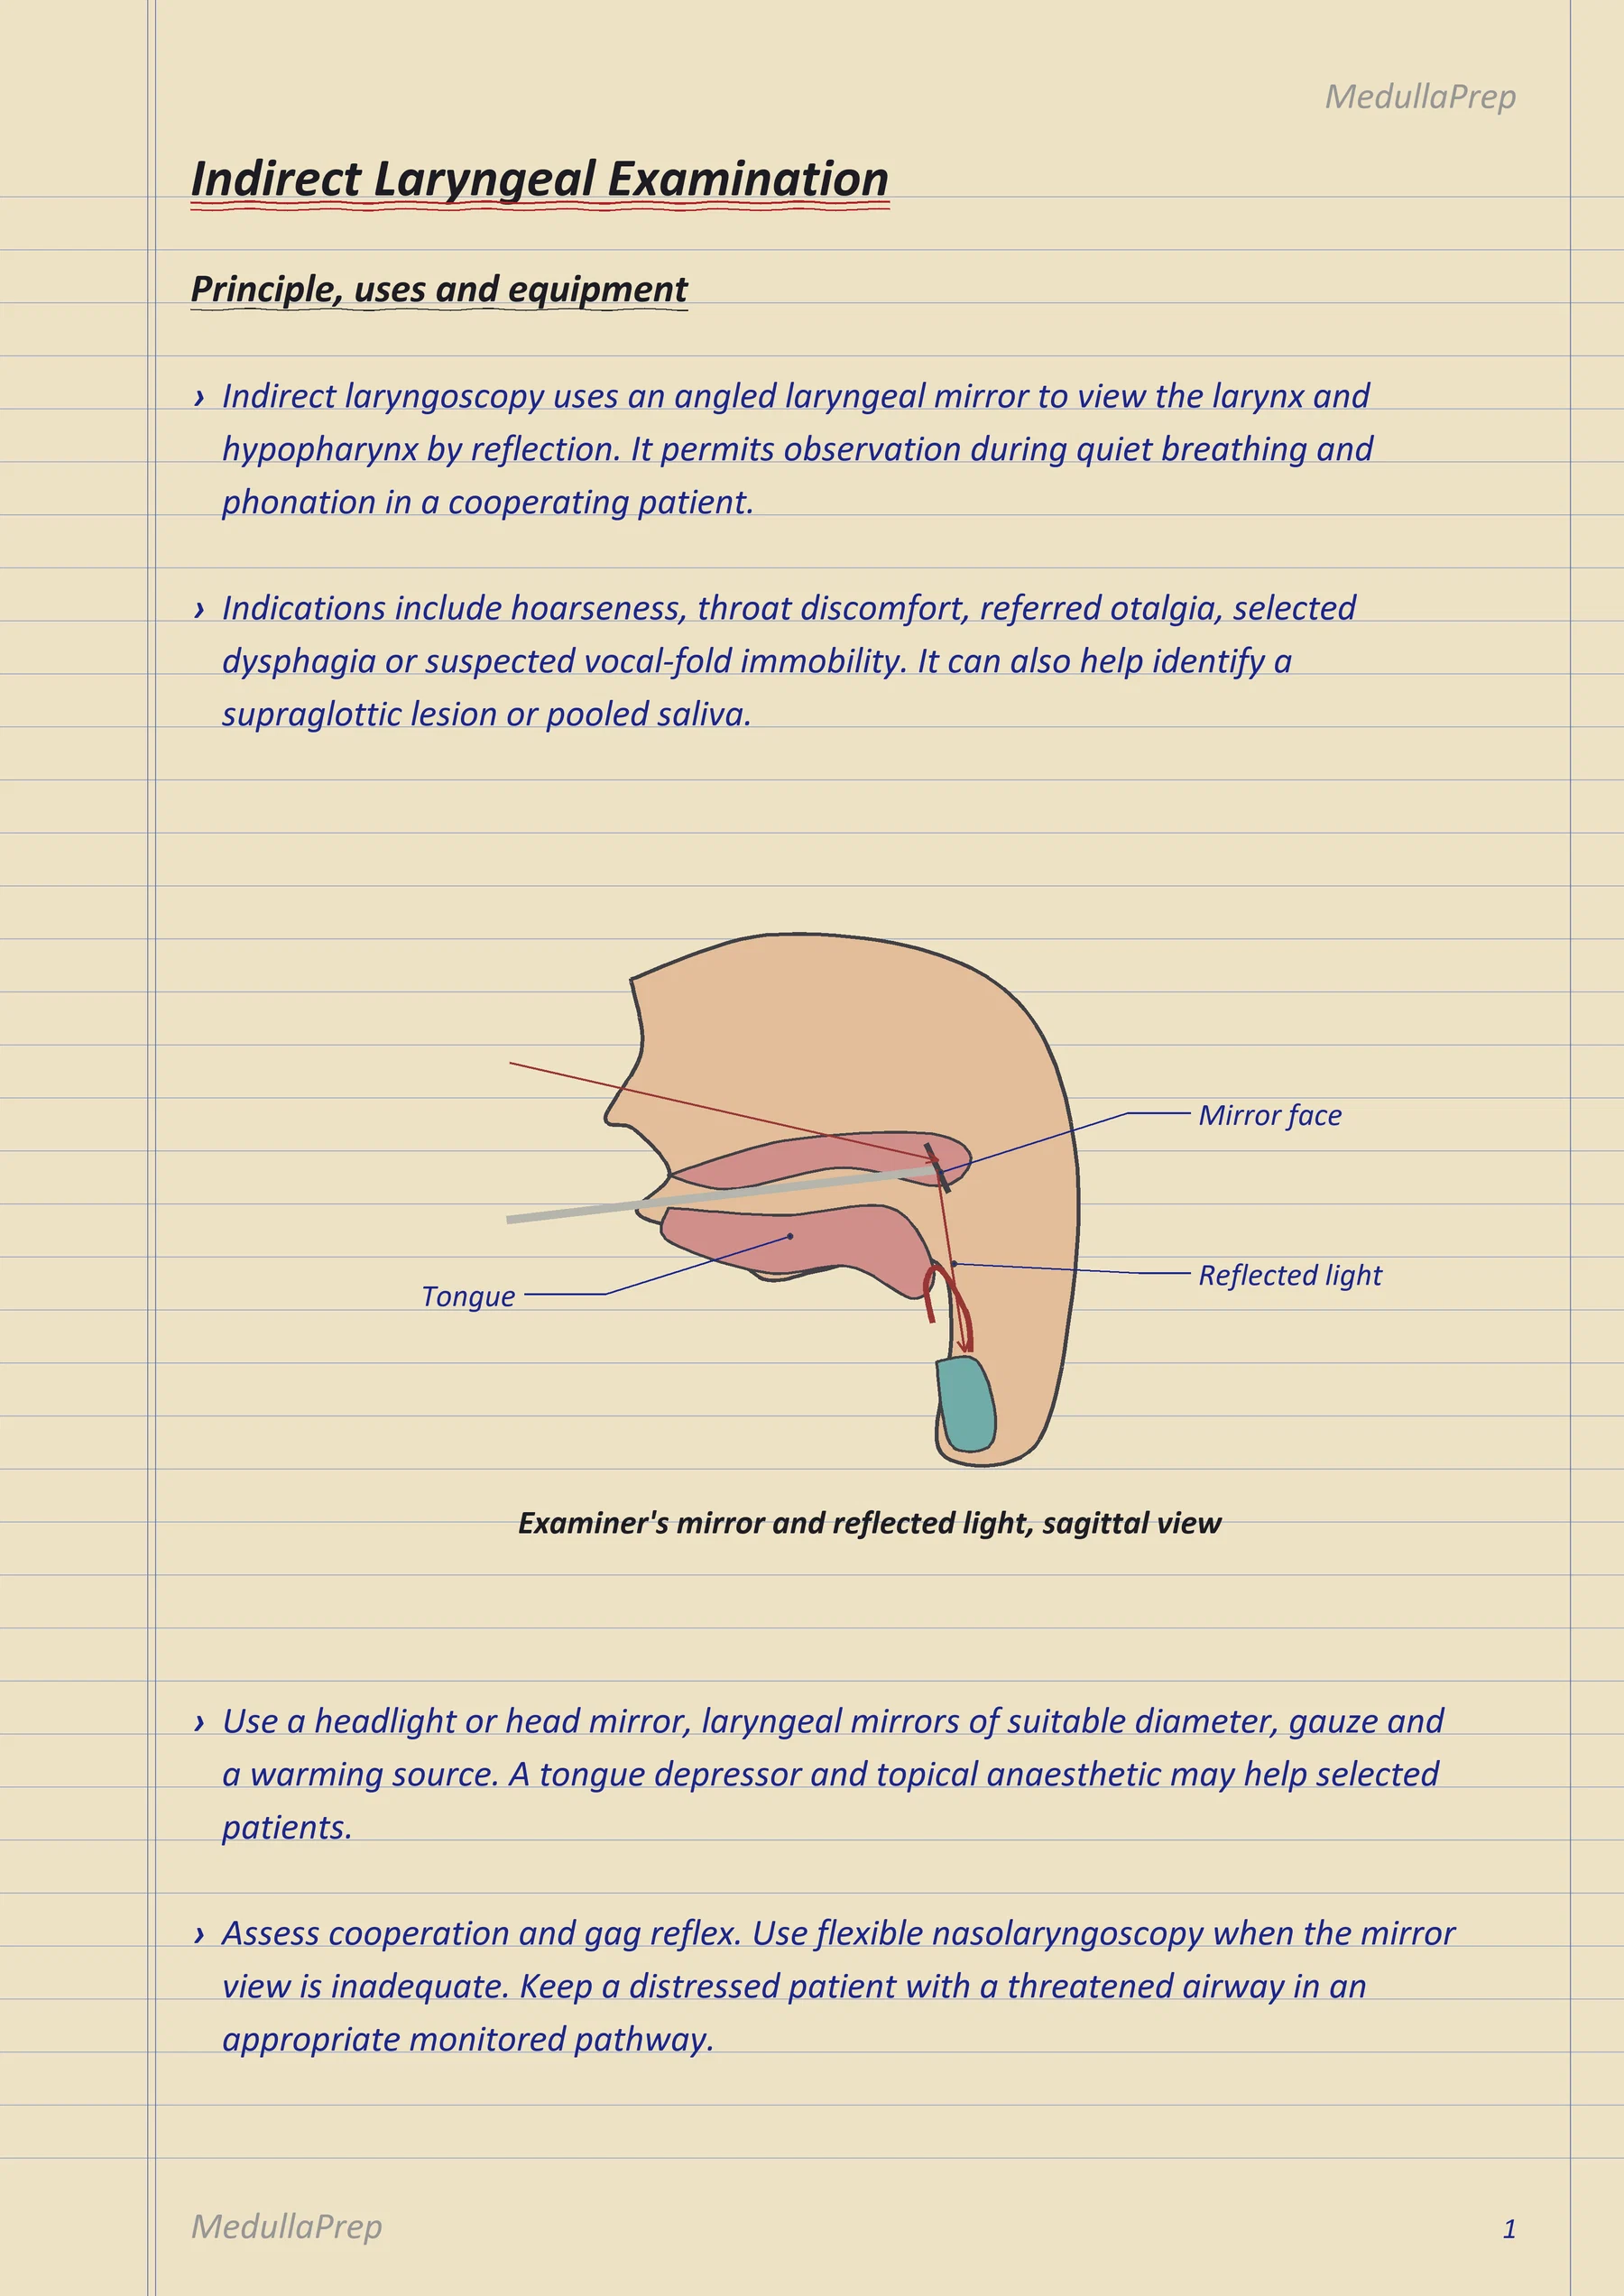 MedullaPrep
Indirect Laryngeal Examination
Principle, uses and equipment
› Indirect laryngoscopy uses an angled laryngeal mirror to view the larynx and
hypopharynx by reflection. It permits observation during quiet breathing and
phonation in a cooperating patient.
› Indications include hoarseness, throat discomfort, referred otalgia, selected
dysphagia or suspected vocal-fold immobility. It can also help identify a
supraglottic lesion or pooled saliva.
Mirror face
Reflected light
Tongue
Examiner's mirror and reflected light, sagittal view
› Use a headlight or head mirror, laryngeal mirrors of suitable diameter, gauze and
a warming source. A tongue depressor and topical anaesthetic may help selected
patients.
› Assess cooperation and gag reflex. Use flexible nasolaryngoscopy when the mirror
view is inadequate. Keep a distressed patient with a threatened airway in an
appropriate monitored pathway.
MedullaPrep
1